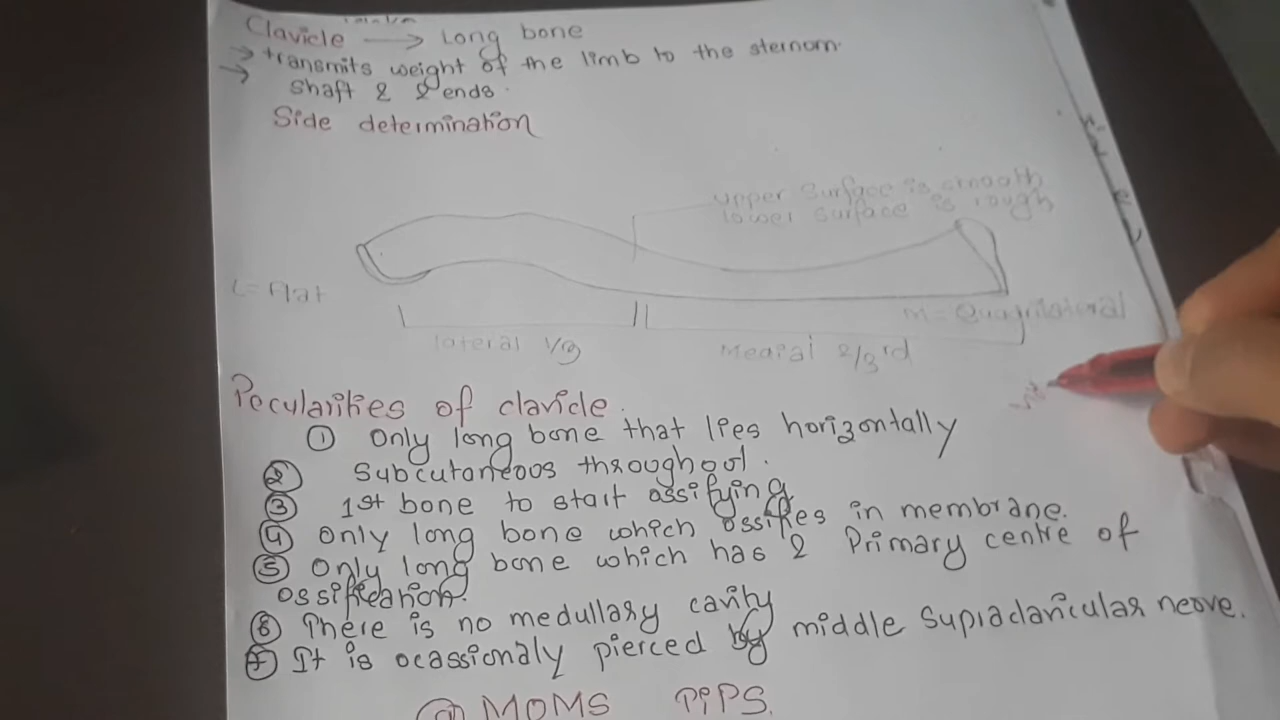 Clavicle → Long bone
→ transmits weight of the limb to the sternum.
→ Shaft & 2 ends.
Side determination
upper surface is smooth
lower surface is rough
L = flat
M = Quadrilateral
lateral 1/3
Medial 2/3rd
Pecularities of clavicle.
① Only long bone that lies horizontally
② Subcutaneous throughout.
③ 1st bone to start assifying
④ Only long bone which ossifies in membrane.
⑤ Only long bone which has 2 Primary centre of
ossification.
⑥ There is no medullary cavity
⑦ It is ocassionaly pierced by middle Supraclavicular nerve.
MOMS PiPS.